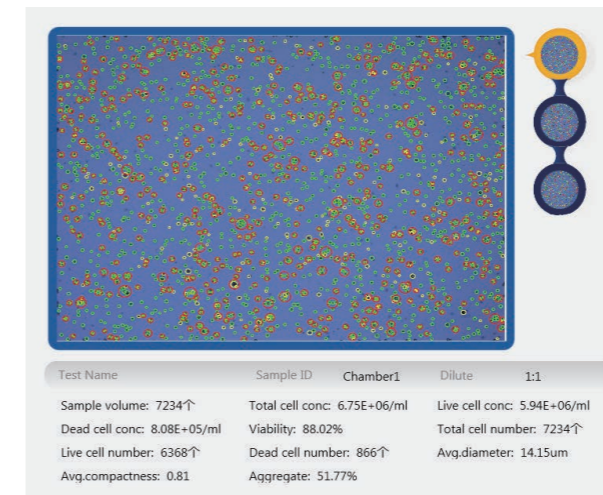 Test Name Sample ID Chamber1 Dilute 1:1
Sample volume: 7234个 Total cell conc: 6.75E+06/ml Live cell conc: 5.94E+06/ml
Dead cell conc: 8.08E+05/ml Viability: 88.02% Total cell number: 7234个
Live cell number: 6368个 Dead cell number: 866个 Avg.diameter: 14.15um
Avg.compactness: 0.81 Aggregate: 51.77%